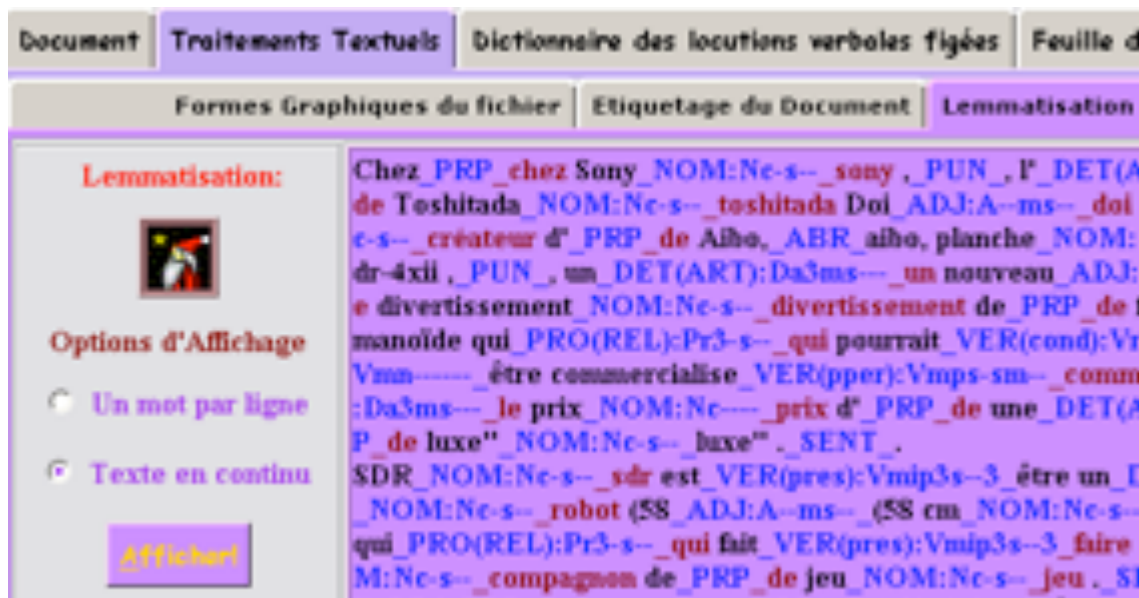 Document Traitements Textuels Dictionnaire des locutions verbales figées Feuille d
Formes Graphiques du fichier Etiquetage du Document Lemmatisation
Lemmatisation:
Options d'Affichage
Un mot par ligne
Texte en continu
Afficher!
Chez_PRP_chez Sony_NOM:Nc-s--_sony ,_PUN_, l'_DET(A
de Toshitada_NOM:Nc-s--_toshitada Doi_ADJ:A--ms--_doi
c-s--_créateur d'_PRP_de Aibo,_ABR_aibo, planche_NOM:
dr-4xii ,_PUN_, un_DET(ART):Da3ms---_un nouveau_ADJ:
e divertissement_NOM:Nc-s--_divertissement de_PRP_de
manoïde qui_PRO(REL):Pr3-s--_qui pourrait_VER(cond):Vm
Vmn------_être commercialise_VER(pper):Vmps-sm--_comm
:Da3ms---_le prix_NOM:Nc----_prix d'_PRP_de une_DET(A
P_de luxe"_NOM:Nc-s--_luxe" ._SENT_.
SDR_NOM:Nc-s--_sdr est_VER(pres):Vmip3s--3_être un_D
_NOM:Nc-s--_robot (58_ADJ:A--ms--_(58 cm_NOM:Nc-s--
qui_PRO(REL):Pr3-s--_qui fait_VER(pres):Vmip3s--3_faire
M:Nc-s--_compagnon de_PRP_de jeu_NOM:Nc-s--_jeu ._SE